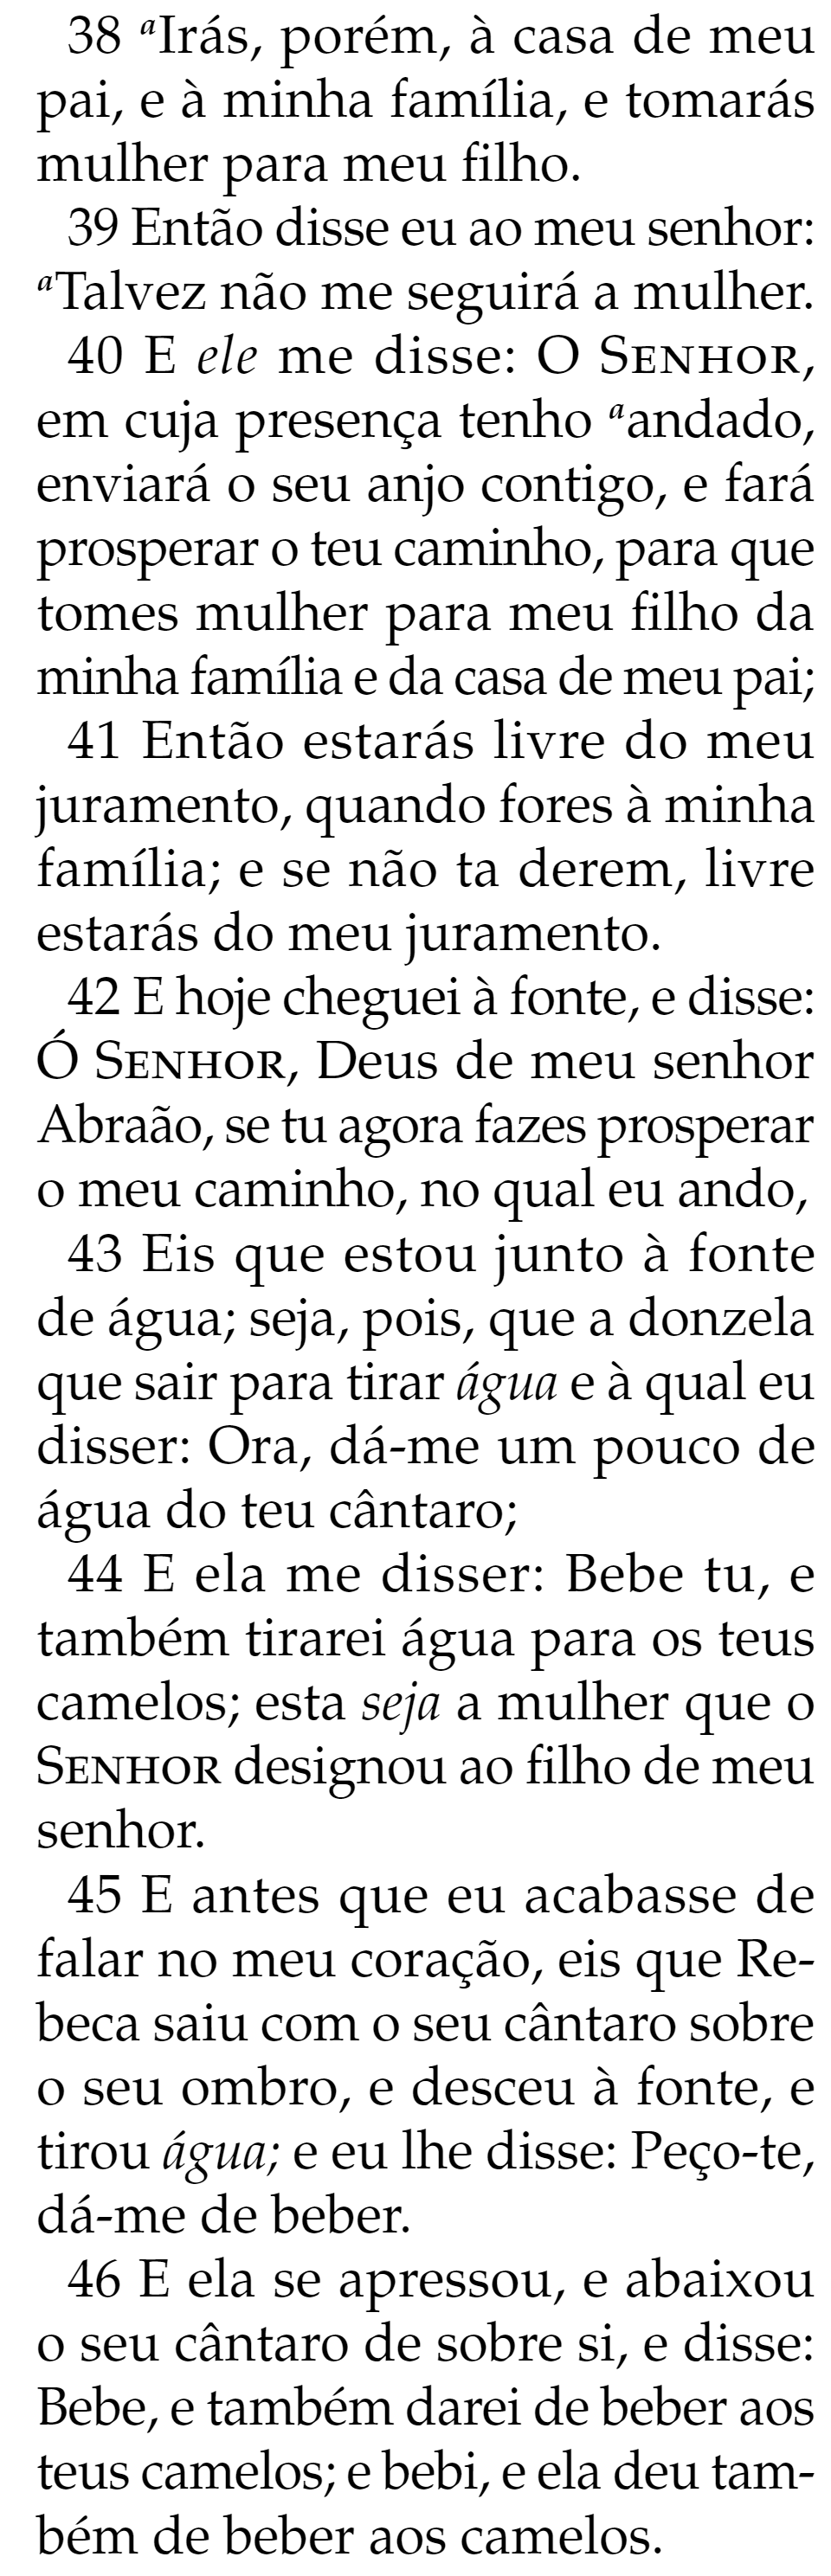 38 ᵃIrás, porém, à casa de meu
pai, e à minha família, e tomarás
mulher para meu filho.
39 Então disse eu ao meu senhor:
ᵃTalvez não me seguirá a mulher.
40 E ele me disse: O SENHOR,
em cuja presença tenho ᵃandado,
enviará o seu anjo contigo, e fará
prosperar o teu caminho, para que
tomes mulher para meu filho da
minha família e da casa de meu pai;
41 Então estarás livre do meu
juramento, quando fores à minha
família; e se não ta derem, livre
estarás do meu juramento.
42 E hoje cheguei à fonte, e disse:
Ó SENHOR, Deus de meu senhor
Abraão, se tu agora fazes prosperar
o meu caminho, no qual eu ando,
43 Eis que estou junto à fonte
de água; seja, pois, que a donzela
que sair para tirar água e à qual eu
disser: Ora, dá-me um pouco de
água do teu cântaro;
44 E ela me disser: Bebe tu, e
também tirarei água para os teus
camelos; esta seja a mulher que o
SENHOR designou ao filho de meu
senhor.
45 E antes que eu acabasse de
falar no meu coração, eis que Re-
beca saiu com o seu cântaro sobre
o seu ombro, e desceu à fonte, e
tirou água; e eu lhe disse: Peço-te,
dá-me de beber.
46 E ela se apressou, e abaixou
o seu cântaro de sobre si, e disse:
Bebe, e também darei de beber aos
teus camelos; e bebi, e ela deu tam-
bém de beber aos camelos.